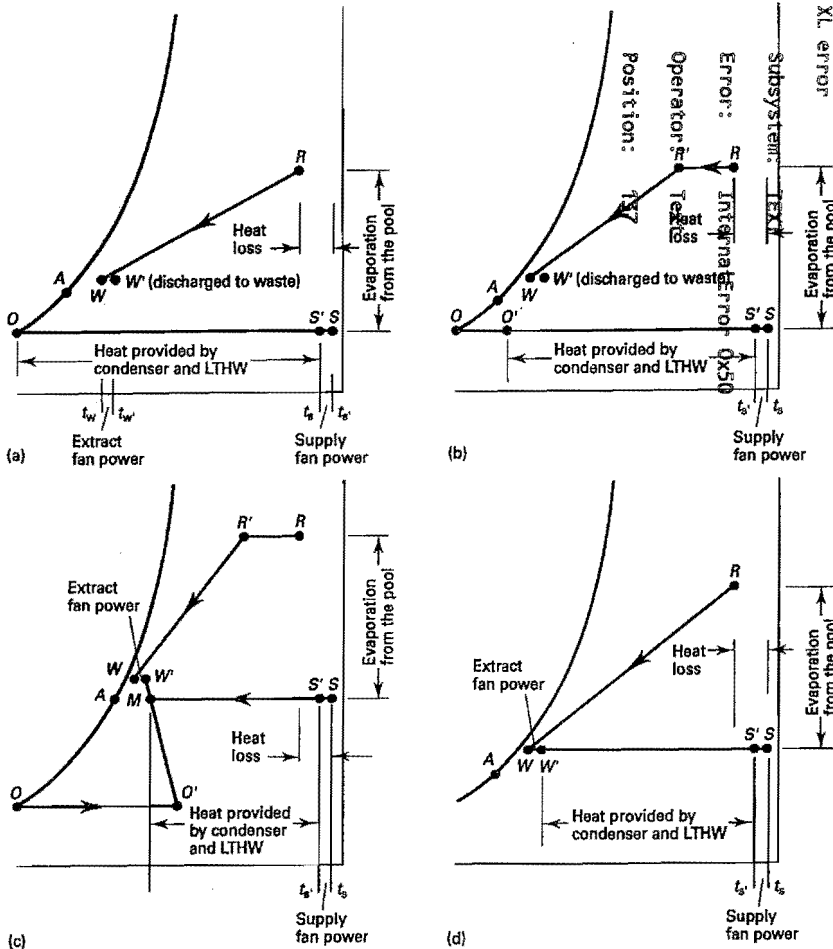 R
Heat
loss
Evaporation
from the pool
A
W
W' (discharged to waste)
O
S' S
Heat provided by
condenser and LTHW
tw tw'
ts ts'
Extract
fan power
Supply
fan power
(a)
XL error
Subsystem: TEXT
Error: InternalError 0x50
Operator: Text
Position: 137
R' R
Heat
loss
Evaporation
from the pool
A
W
W' (discharged to waste)
O O'
S' S
Heat provided by
condenser and LTHW
ts' ts
Supply
fan power
(b)
R' R
Extract
fan power
Evaporation
from the pool
W W'
A M
S' S
Heat
loss
O O'
Heat provided
by condenser
and LTHW
ts' ts
Supply
fan power
(c)
R
Heat
loss
Evaporation
from the pool
Extract
fan power
S' S
A
W W'
Heat provided by
condenser and LTHW
ts' ts
Supply
fan power
(d)